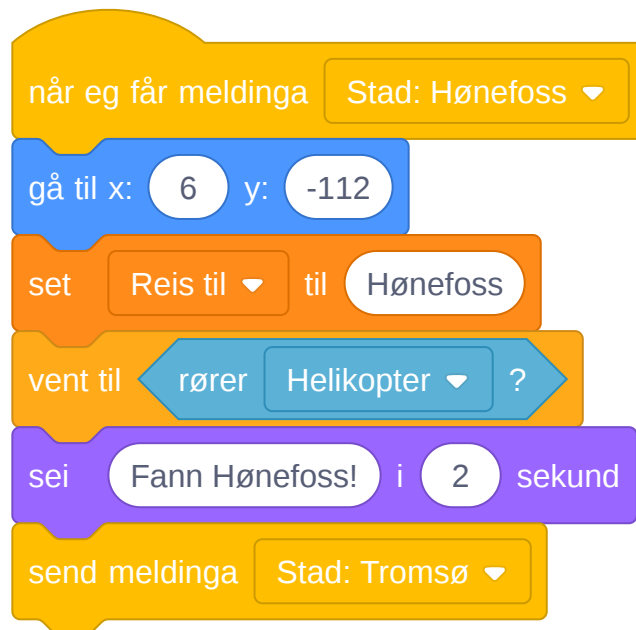 når eg får meldinga Stad: Hønefoss
gå til x: 6 y: -112
set Reis til til Hønefoss
vent til rører Helikopter ?
sei Fann Hønefoss! i 2 sekund
send meldinga Stad: Tromsø